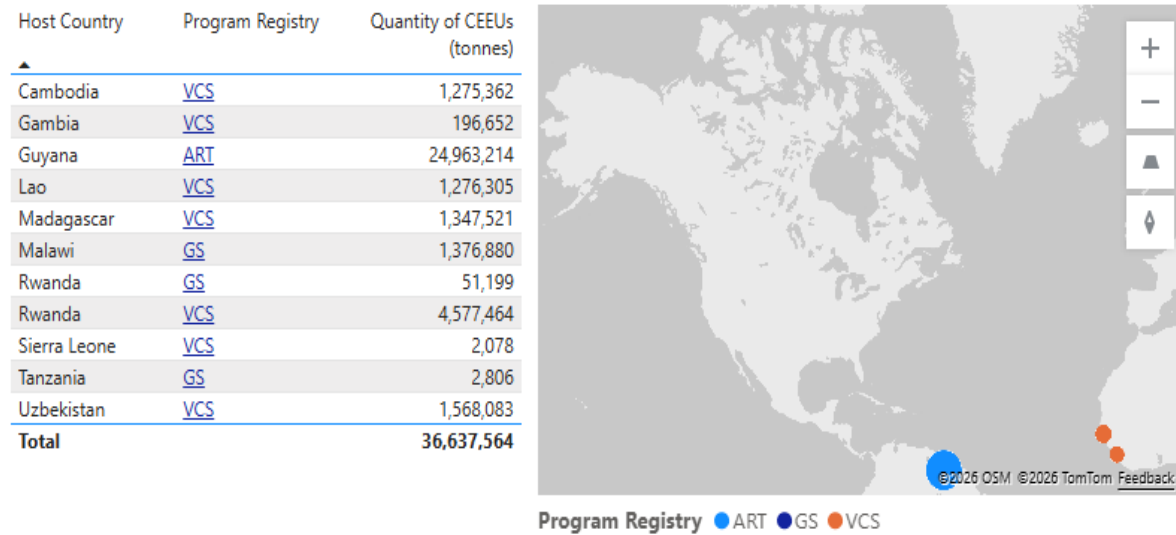 Host Country Program Registry Quantity of CEEUs
(tonnes)
Cambodia VCS 1,275,362
Gambia VCS 196,652
Guyana ART 24,963,214
Lao VCS 1,276,305
Madagascar VCS 1,347,521
Malawi GS 1,376,880
Rwanda GS 51,199
Rwanda VCS 4,577,464
Sierra Leone VCS 2,078
Tanzania GS 2,806
Uzbekistan VCS 1,568,083
Total 36,637,564
©2026 OSM ©2026 TomTom Feedback
Program Registry ART GS VCS